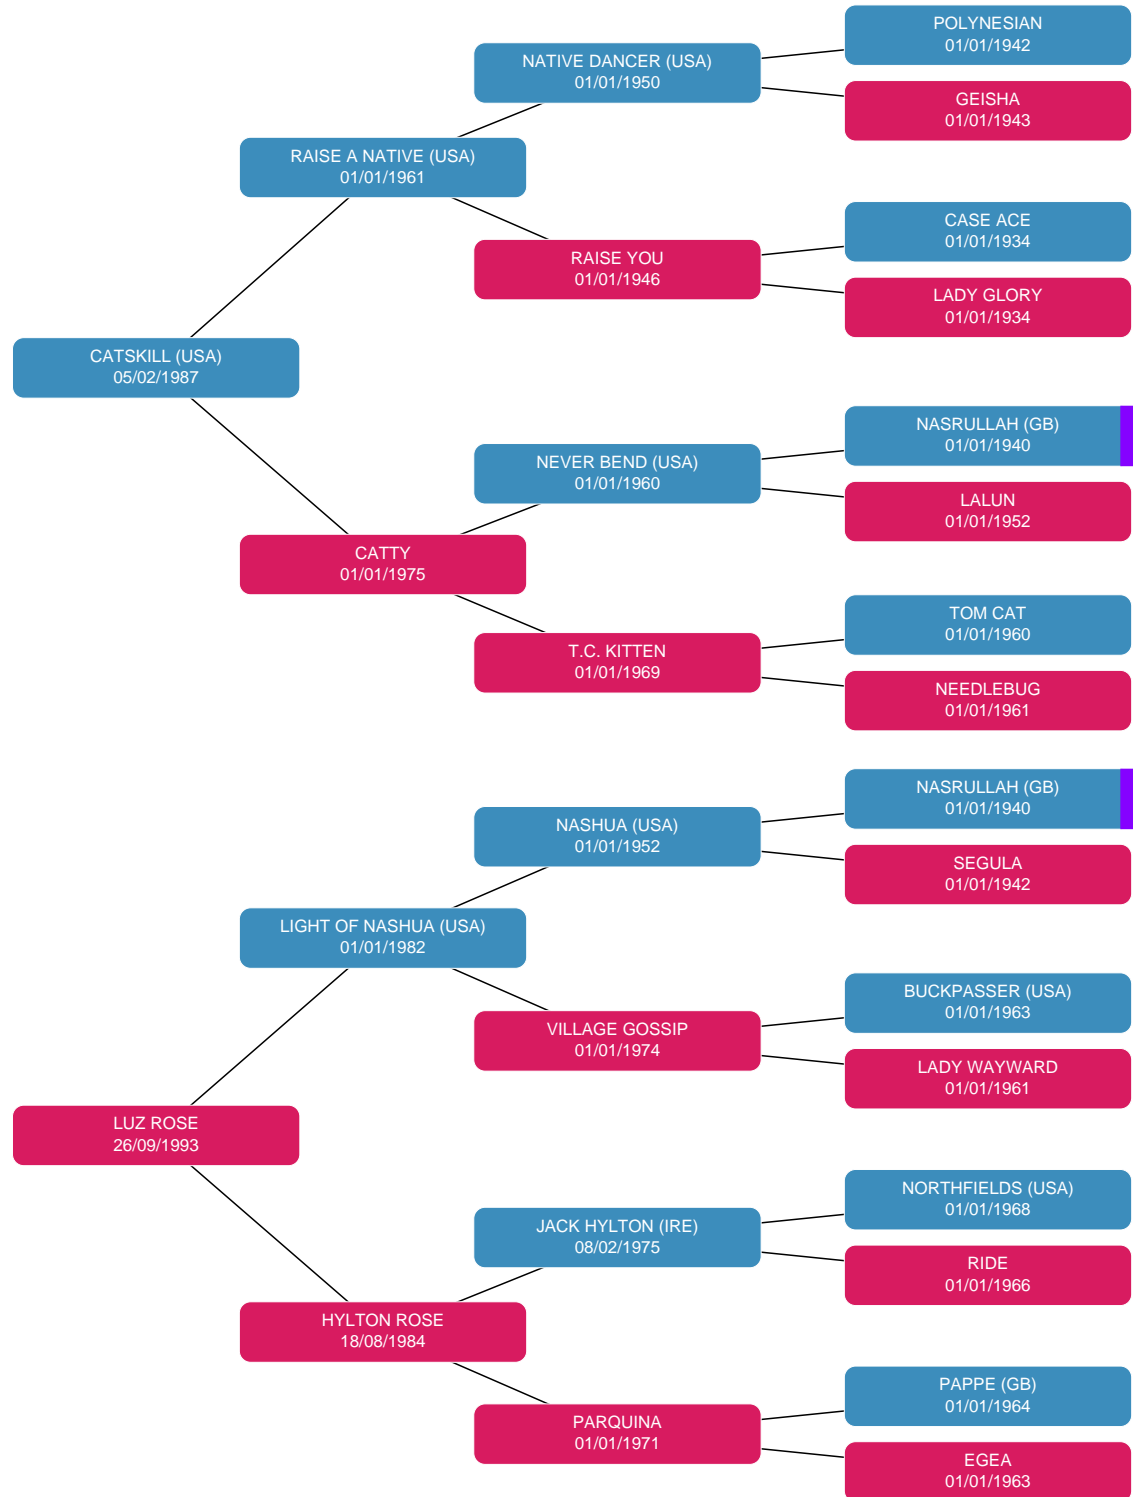 POLYNESIAN
01/01/1942
NATIVE DANCER (USA)
01/01/1950
GEISHA
01/01/1943
RAISE A NATIVE (USA)
01/01/1961
CASE ACE
01/01/1934
RAISE YOU
01/01/1946
LADY GLORY
01/01/1934
CATSKILL (USA)
05/02/1987
NASRULLAH (GB)
01/01/1940
NEVER BEND (USA)
01/01/1960
LALUN
01/01/1952
CATTY
01/01/1975
TOM CAT
01/01/1960
T.C. KITTEN
01/01/1969
NEEDLEBUG
01/01/1961
NASRULLAH (GB)
01/01/1940
NASHUA (USA)
01/01/1952
SEGULA
01/01/1942
LIGHT OF NASHUA (USA)
01/01/1982
BUCKPASSER (USA)
01/01/1963
VILLAGE GOSSIP
01/01/1974
LADY WAYWARD
01/01/1961
LUZ ROSE
26/09/1993
NORTHFIELDS (USA)
01/01/1968
JACK HYLTON (IRE)
08/02/1975
RIDE
01/01/1966
HYLTON ROSE
18/08/1984
PAPPE (GB)
01/01/1964
PARQUINA
01/01/1971
EGEA
01/01/1963